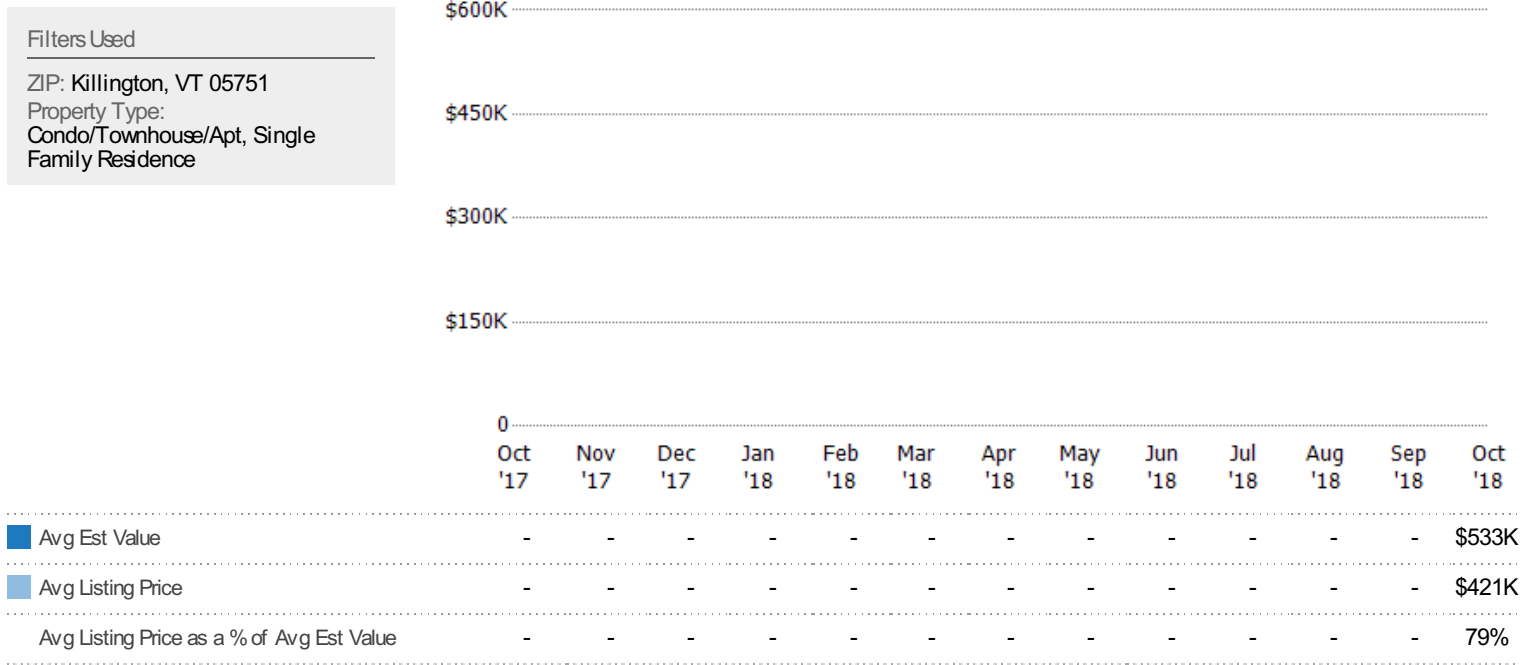 Filters Used
ZIP: Killington, VT 05751
Property Type:
Condo/Townhouse/Apt, Single
Family Residence
$600K
$450K
$300K
$150K
0
Oct Nov Dec Jan Feb Mar Apr May Jun Jul Aug Sep Oct
'17 '17 '17 '18 '18 '18 '18 '18 '18 '18 '18 '18 '18
Avg Est Value - - - - - - - - - - - - $533K
Avg Listing Price - - - - - - - - - - - - $421K
Avg Listing Price as a % of Avg Est Value - - - - - - - - - - - - 79%